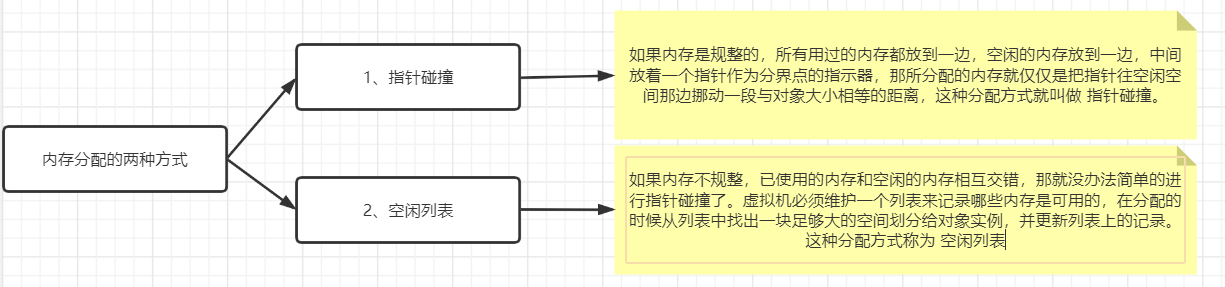 内存分配的两种方式
1、指针碰撞
如果内存是规整的，所有用过的内存都放到一边，空闲的内存放到一边，中间
放着一个指针作为分界点的指示器，那所分配的内存就仅仅是把指针往空闲空
间那边挪动一段与对象大小相等的距离，这种分配方式就叫做 指针碰撞。
2、空闲列表
如果内存不规整，已使用的内存和空闲的内存相互交错，那就没办法简单的进
行指针碰撞了。虚拟机必须维护一个列表来记录哪些内存是可用的，在分配的
时候从列表中找出一块足够大的空间划分给对象实例，并更新列表上的记录。
这种分配方式称为 空闲列表